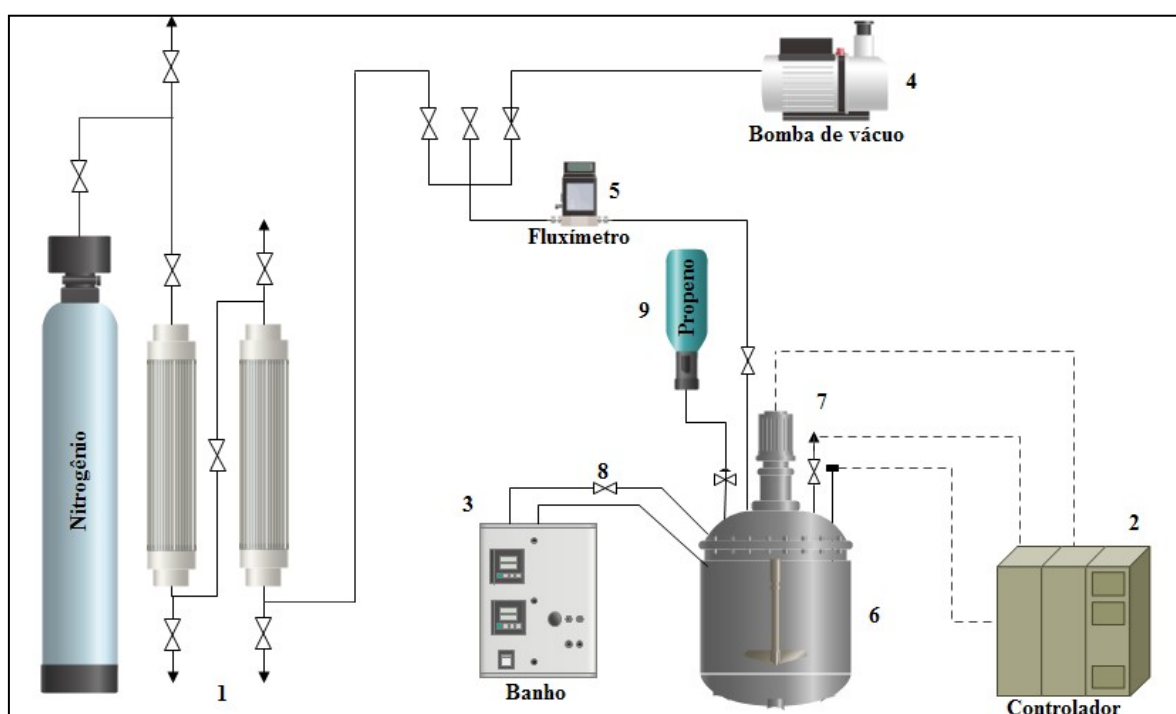 4
Bomba de vácuo
5
Fluxímetro
Propeno
9
7
Nitrogênio
8
3
2
6
Banho
1
Controlador